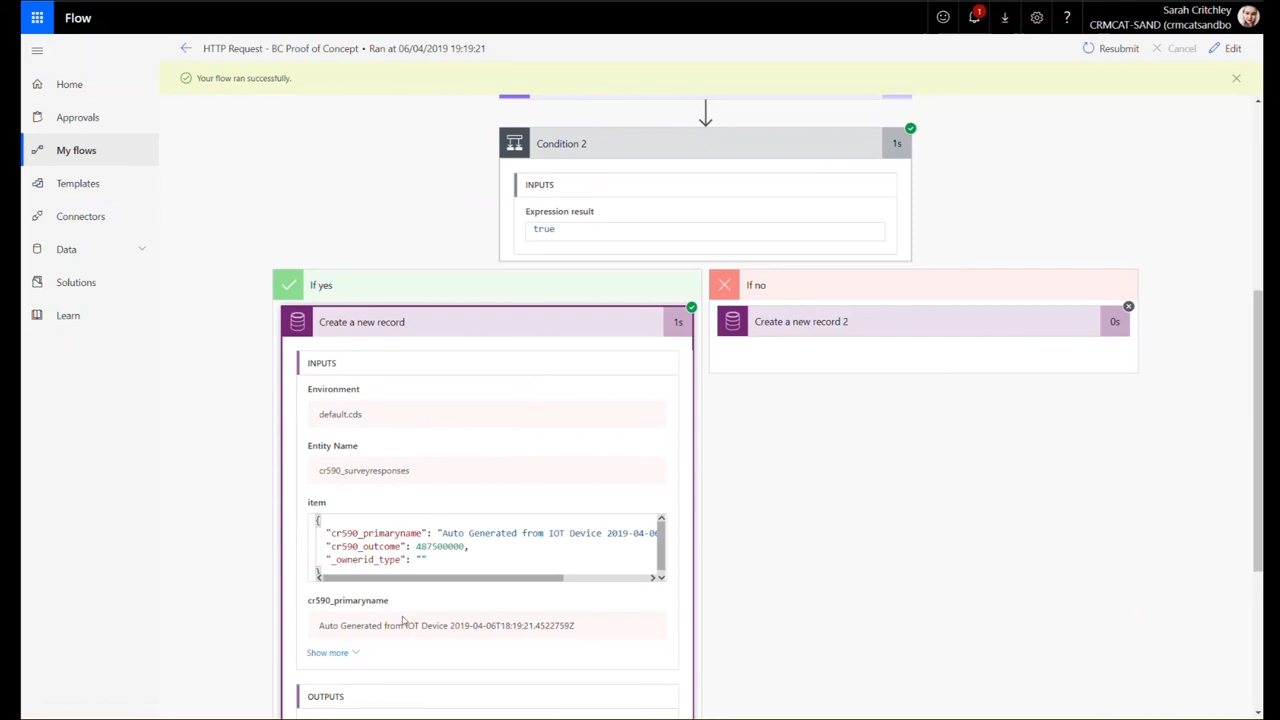 Flow
1
Sarah Critchley
CRMCAT-SAND (crmcatsandbo
HTTP Request - BC Proof of Concept • Ran at 06/04/2019 19:19:21
Resubmit
Cancel
Edit
Your flow ran successfully.
Home
Approvals
My flows
Templates
Connectors
Data
Solutions
Learn
Condition 2
1s
INPUTS
Expression result
true
If yes
If no
Create a new record
1s
Create a new record 2
0s
INPUTS
Environment
default.cds
Entity Name
cr590_surveyresponses
item
{
"cr590_primaryname": "Auto Generated from IOT Device 2019-04-06
"cr590_outcome": 487500000,
"_ownerid_type": ""
}
cr590_primaryname
Auto Generated from IOT Device 2019-04-06T18:19:21.4522759Z
Show more
OUTPUTS